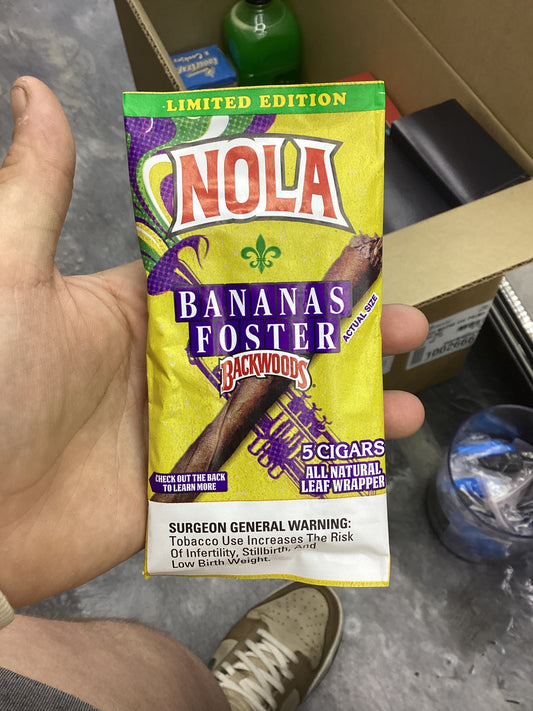 LIMITED EDITION
NOLA
BANANAS
FOSTER
ACTUAL SIZE
BACKWOODS
5 CIGARS
ALL NATURAL
LEAF WRAPPER
CHECK OUT THE BACK
TO LEARN MORE
SURGEON GENERAL WARNING:
Tobacco Use Increases The Risk
Of Infertility, Stillbirth, And
Low Birth Weight.